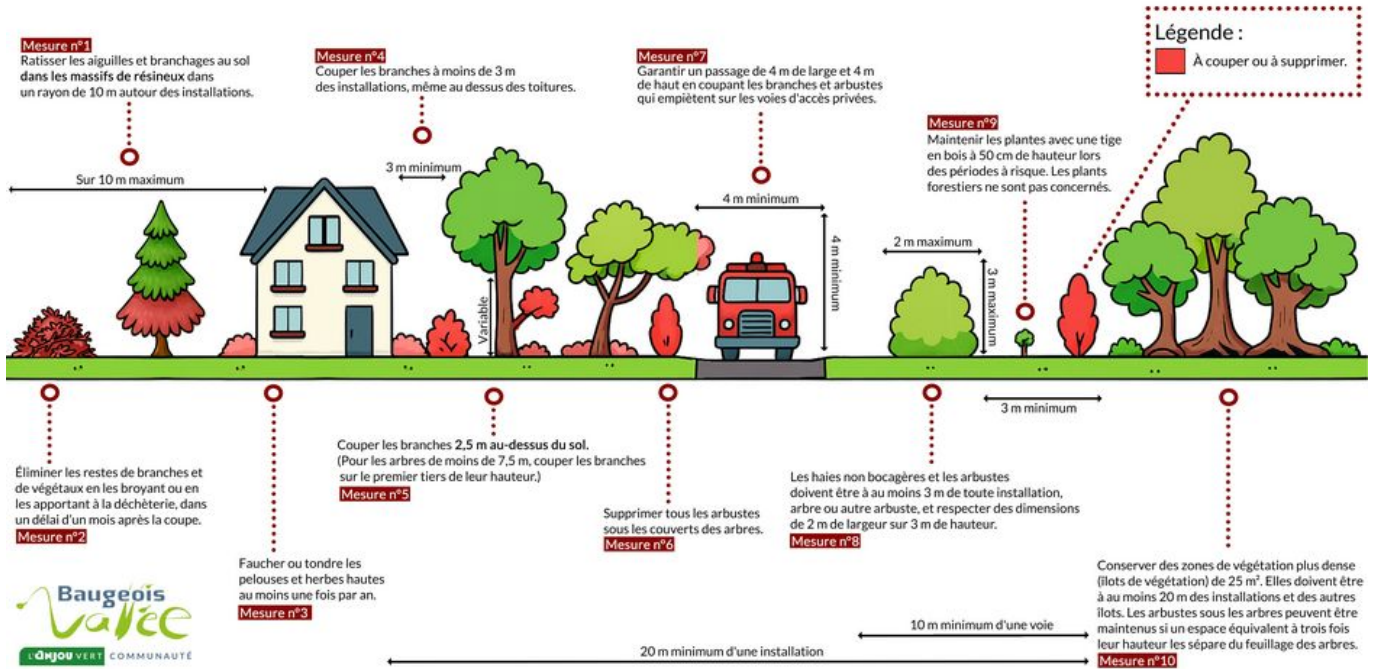 Mesure n°1
Ratisser les aiguilles et branchages au sol
dans les massifs de résineux dans
un rayon de 10 m autour des installations.
Mesure n°4
Couper les branches à moins de 3 m
des installations, même au dessus des toitures.
Mesure n°7
Garantir un passage de 4 m de large et 4 m
de haut en coupant les branches et arbustes
qui empiètent sur les voies d'accès privées.
Légende :
À couper ou à supprimer.
Mesure n°9
Maintenir les plantes avec une tige
en bois à 50 cm de hauteur lors
des périodes à risque. Les plants
forestiers ne sont pas concernés.
Sur 10 m maximum
3 m minimum
Variable
4 m minimum
4 m minimum
2 m maximum
3 m maximum
3 m minimum
Éliminer les restes de branches et
de végétaux en les broyant ou en
les apportant à la déchèterie, dans
un délai d'un mois après la coupe.
Mesure n°2
Faucher ou tondre les
pelouses et herbes hautes
au moins une fois par an.
Mesure n°3
Couper les branches 2,5 m au-dessus du sol.
(Pour les arbres de moins de 7,5 m, couper les branches
sur le premier tiers de leur hauteur.)
Mesure n°5
Supprimer tous les arbustes
sous les couverts des arbres.
Mesure n°6
Les haies non bocagères et les arbustes
doivent être à au moins 3 m de toute installation,
arbre ou autre arbuste, et respecter des dimensions
de 2 m de largeur sur 3 m de hauteur.
Mesure n°8
Conserver des zones de végétation plus dense
(îlots de végétation) de 25 m². Elles doivent être
à au moins 20 m des installations et des autres
îlots. Les arbustes sous les arbres peuvent être
maintenus si un espace équivalent à trois fois
leur hauteur les sépare du feuillage des arbres.
Mesure n°10
10 m minimum d'une voie
20 m minimum d'une installation
Baugeois
Vallée
L'ANJOU VERT COMMUNAUTÉ